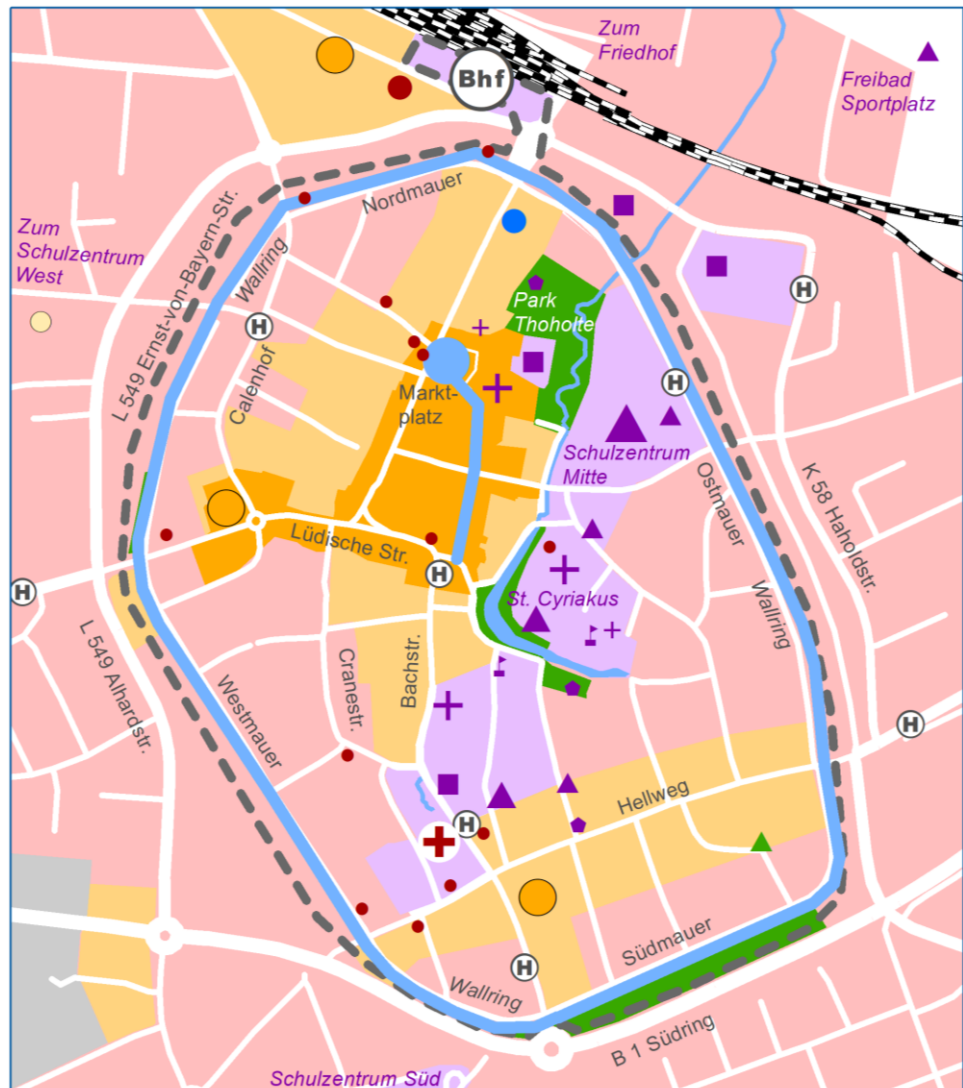 Zum
Friedhof
Bhf
Freibad
Sportplatz
Nordmauer
L 549 Ernst-von-Bayern-Str.
Zum
Schulzentrum
West
Wallring
H
H
Park
Thoholte
Calenhof
Markt-
platz
H
Schulzentrum
Mitte
Ostmauer
K 58 Haholdstr.
Lüdische Str.
H
H
St. Cyriakus
Wallring
L 549 Alhardstr.
Westmauer
Cranestr.
Bachstr.
H
Hellweg
H
Südmauer
H
Wallring
B 1 Südring
Schulzentrum Süd